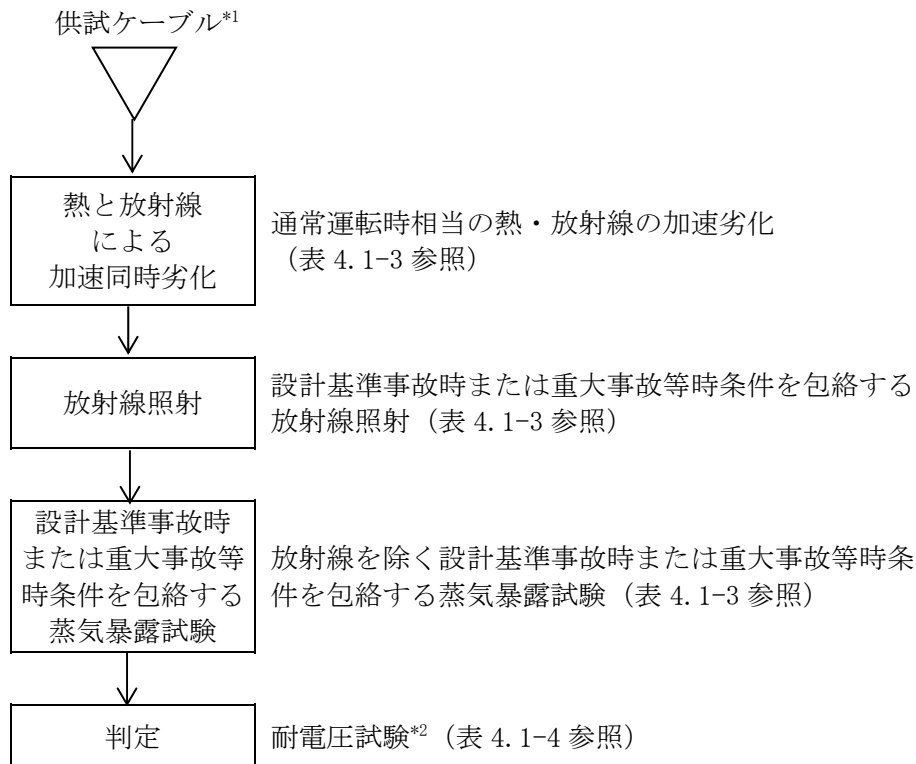 供試ケーブル*1
熱と放射線
による
加速同時劣化
通常運転時相当の熱・放射線の加速劣化
（表 4.1-3 参照）
放射線照射
設計基準事故時または重大事故等時条件を包絡する
放射線照射（表 4.1-3 参照）
設計基準事故時
または重大事故等
時条件を包絡する
蒸気暴露試験
放射線を除く設計基準事故時または重大事故等時条
件を包絡する蒸気暴露試験（表 4.1-3 参照）
判定
耐電圧試験*2（表 4.1-4 参照）